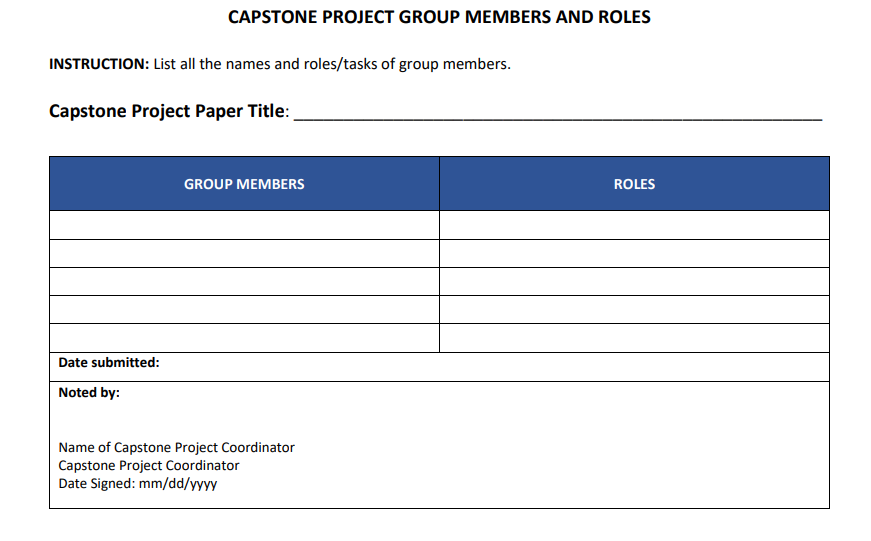 CAPSTONE PROJECT GROUP MEMBERS AND ROLES
INSTRUCTION: List all the names and roles/tasks of group members.
Capstone Project Paper Title: _______________________________________________________
GROUP MEMBERS
ROLES
Date submitted:
Noted by:
Name of Capstone Project Coordinator
Capstone Project Coordinator
Date Signed: mm/dd/yyyy